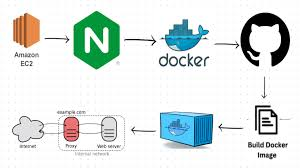 Amazon
EC2
N
docker
example.com
Internet
Proxy
Web server
Internal network
Build Docker
Image